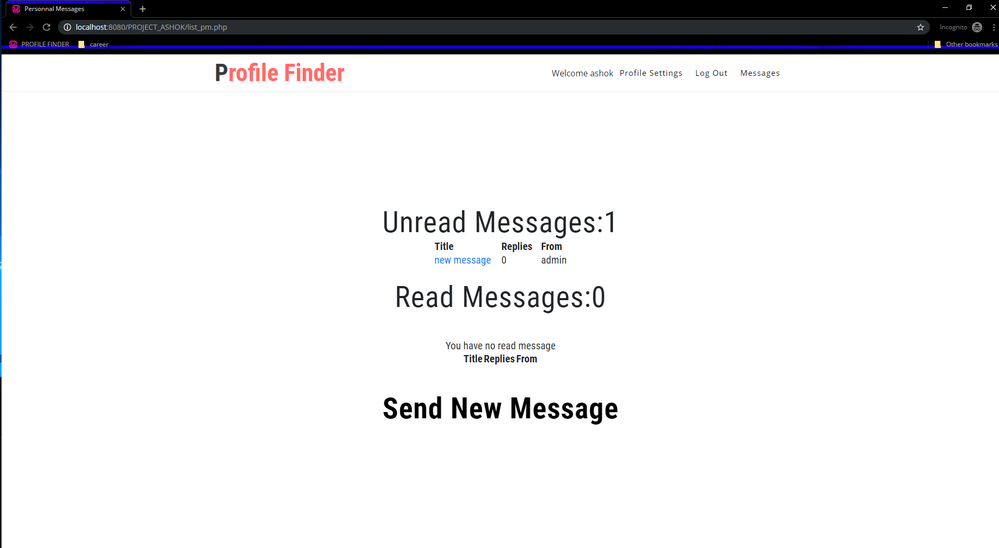 Personnal Messages
localhost:8080/PROJECT_ASHOK/list_pm.php
Incognito
PROFILE FINDER career Other bookmarks
Profile Finder
Welcome ashok Profile Settings Log Out Messages
Unread Messages:1
Title Replies From
new message 0 admin
Read Messages:0
You have no read message
Title Replies From
Send New Message